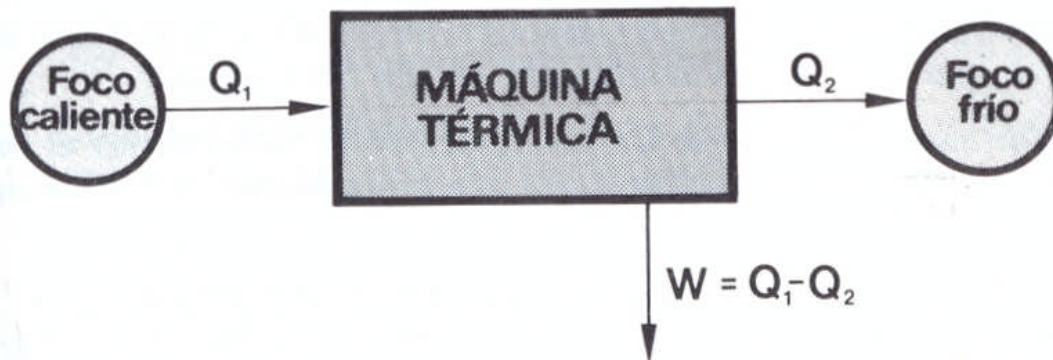 Foco
caliente
Q₁
MÁQUINA
TÉRMICA
Q₂
Foco
frío
W = Q₁-Q₂